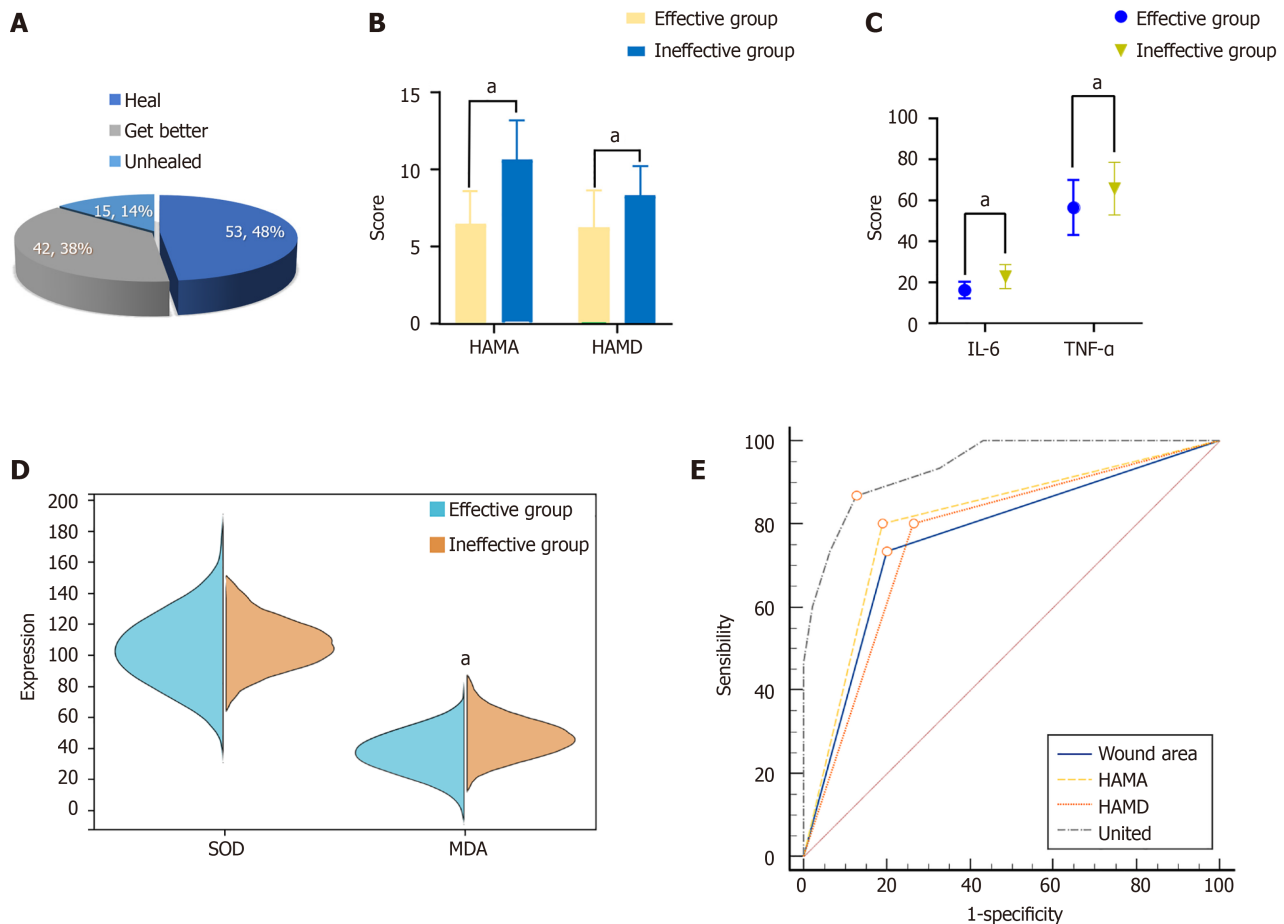 A
Heal
Get better
Unhealed
15, 14%
53, 48%
42, 38%
B
Effective group
Ineffective group
a
a
15
10
5
0
Score
HAMA
HAMD
C
Effective group
Ineffective group
a
a
100
80
60
40
20
0
Score
IL-6
TNF-α
D
Effective group
Ineffective group
200
180
160
140
120
100
80
60
40
20
0
Expression
a
SOD
MDA
E
100
80
60
40
20
0
Sensibility
Wound area
HAMA
HAMD
United
0
20
40
60
80
100
1-specificity